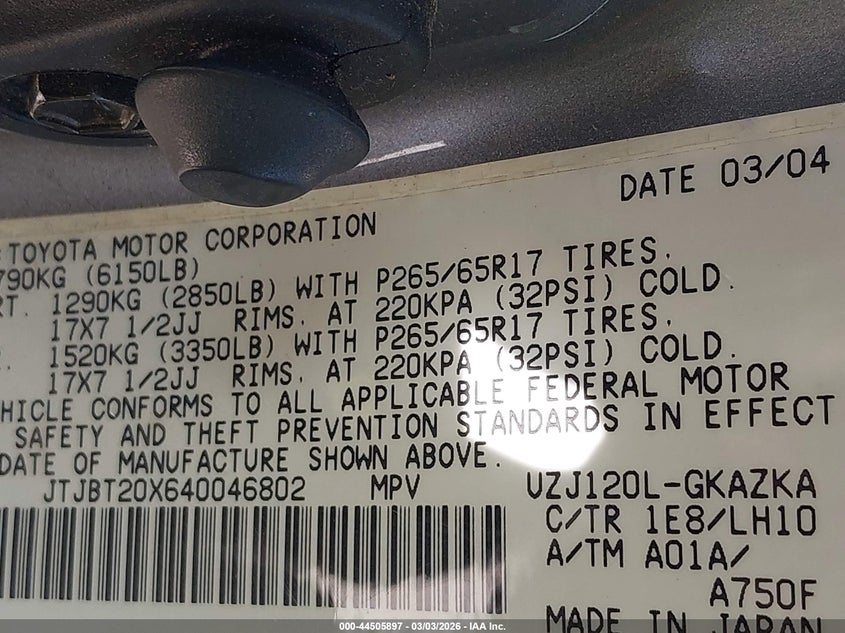 DATE 03/04
TOYOTA MOTOR CORPORATION
790KG (6150LB)
RT. 1290KG (2850LB) WITH P265/65R17 TIRES,
17X7 1/2JJ RIMS, AT 220KPA (32PSI) COLD.
1520KG (3350LB) WITH P265/65R17 TIRES,
17X7 1/2JJ RIMS, AT 220KPA (32PSI) COLD.
HICLE CONFORMS TO ALL APPLICABLE FEDERAL MOTOR
SAFETY AND THEFT PREVENTION STANDARDS IN EFFECT
DATE OF MANUFACTURE SHOWN ABOVE.
JTJBT20X640046802 MPV UZJ120L-GKAZKA
C/TR 1E8/LH10
A/TM A01A/
A750F
MADE IN JAPAN
000-44505897 - 03/03/2026 - IAA Inc.